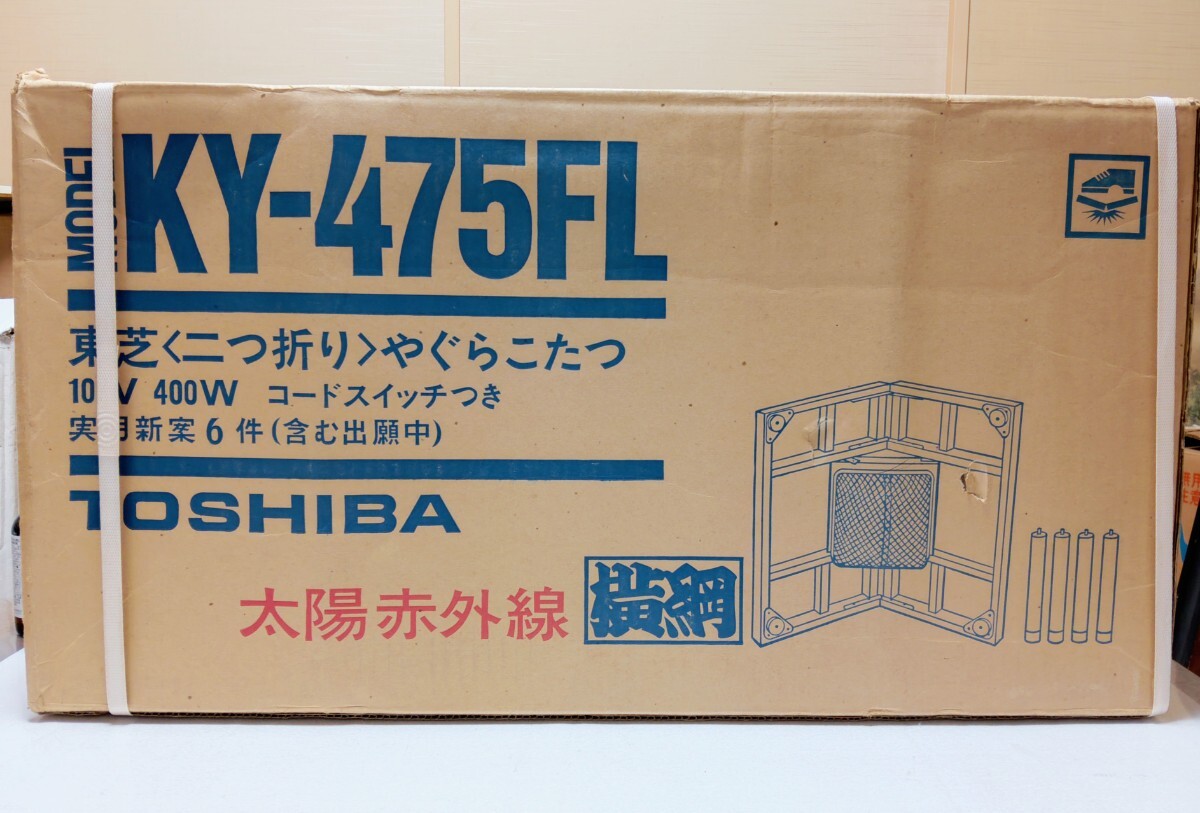 MODEL KY-475FL
東芝〈二つ折り〉やぐらこたつ
100V 400W コードスイッチつき
実用新案6件(含む出願中)
TOSHIBA
太陽赤外線 横綱